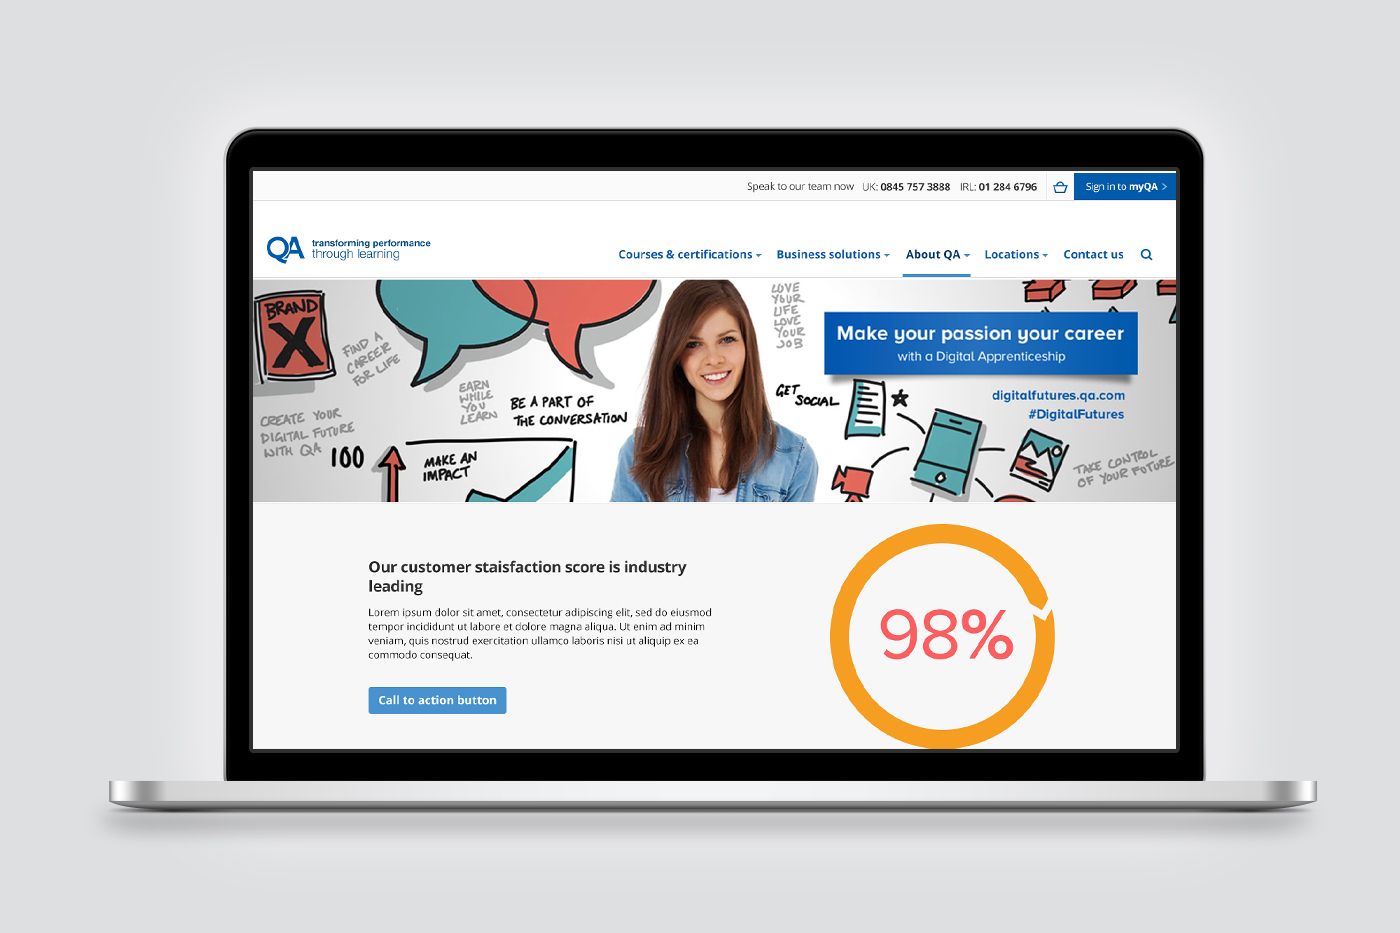 Speak to our team now UK: 0845 757 3888 IRL: 01 284 6796
Sign in to myQA >
QA
transforming performance
through learning
Courses & certifications
Business solutions
About QA
Locations
Contact us
BRAND
X
FIND A
CAREER
FOR LIFE
CREATE YOUR
DIGITAL FUTURE
WITH QA
100
MAKE AN
IMPACT
EARN
WHILE
YOU
LEARN
BE A PART OF
THE CONVERSATION
LOVE
YOUR
LIFE
LOVE
YOUR
JOB
GET
SOCIAL
Make your passion your career
with a Digital Apprenticeship
digitalfutures.qa.com
#DigitalFutures
TAKE CONTROL
OF YOUR FUTURE
Our customer staisfaction score is industry
leading
Lorem ipsum dolor sit amet, consectetur adipiscing elit, sed do eiusmod
tempor incididunt ut labore et dolore magna aliqua. Ut enim ad minim
veniam, quis nostrud exercitation ullamco laboris nisi ut aliquip ex ea
commodo consequat.
Call to action button
98%